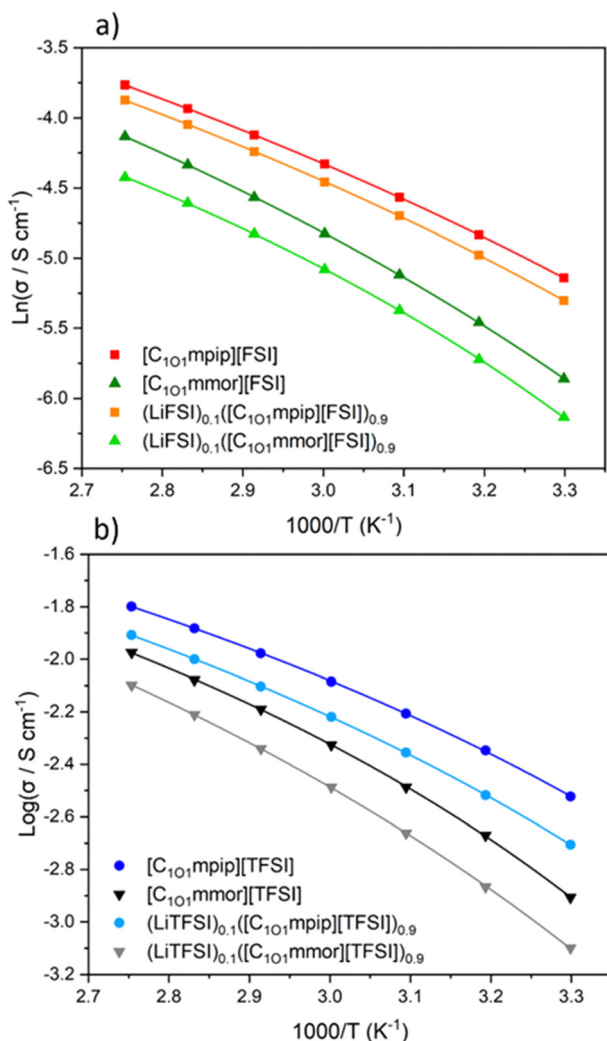 a)
-3.5
-4.0
-4.5
-5.0
-5.5
-6.0
-6.5
Ln(σ / S cm⁻¹)
[C₁O₁mpip][FSI]
[C₁O₁mmor][FSI]
(LiFSI)₀.₁([C₁O₁mpip][FSI])₀.₉
(LiFSI)₀.₁([C₁O₁mmor][FSI])₀.₉
2.7 2.8 2.9 3.0 3.1 3.2 3.3
1000/T (K⁻¹)
b)
-1.6
-1.8
-2.0
-2.2
-2.4
-2.6
-2.8
-3.0
-3.2
Log(σ / S cm⁻¹)
[C₁O₁mpip][TFSI]
[C₁O₁mmor][TFSI]
(LiTFSI)₀.₁([C₁O₁mpip][TFSI])₀.₉
(LiTFSI)₀.₁([C₁O₁mmor][TFSI])₀.₉
2.7 2.8 2.9 3.0 3.1 3.2 3.3
1000/T (K⁻¹)